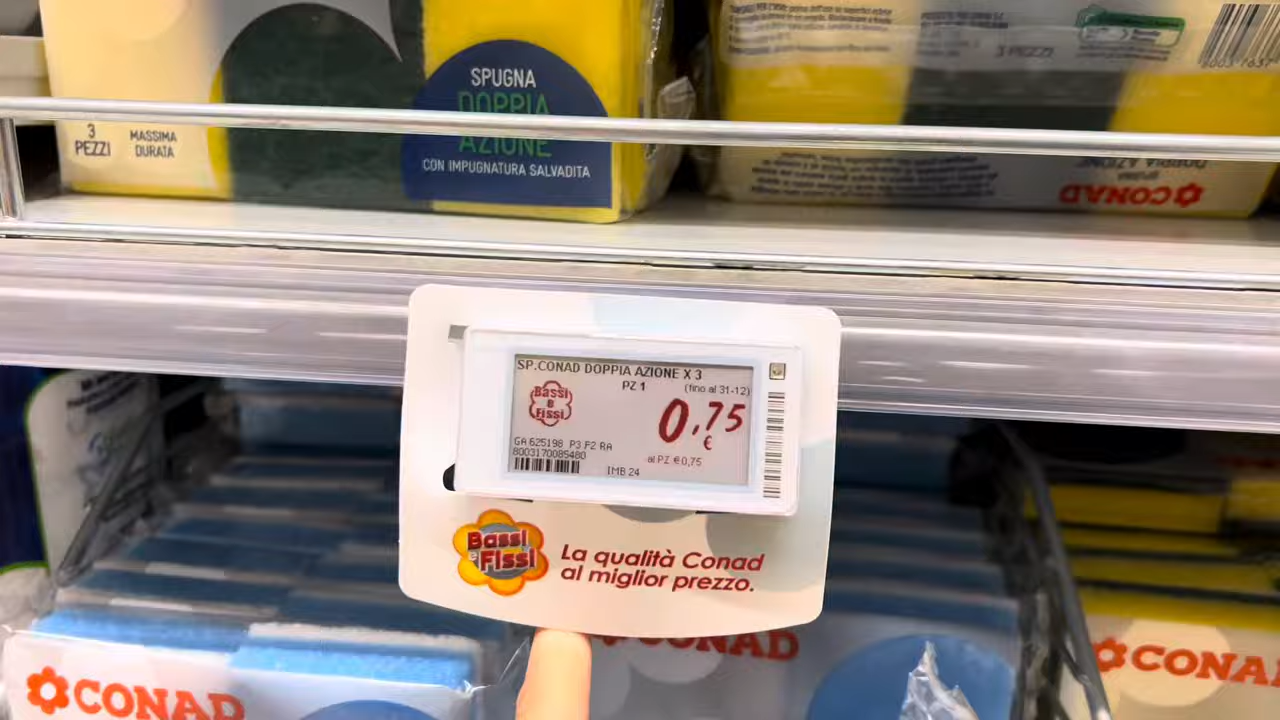 SPUGNA
DOPPIA
AZIONE
CON IMPUGNATURA SALVADITA
3
PEZZI
MASSIMA
DURATA
3 PEZZI
DOPPIA AZIONE
CONAD
SP.CONAD DOPPIA AZIONE X 3
PZ 1
(fino al 31-12)
Bassi
e
Fissi
0,75
€
GA 625198 P3 F2 RA
8003170085480
al PZ € 0,75
IMB 24
Bassi
e
Fissi
La qualità Conad
al miglior prezzo.
CONAD
CONAD
CONAD